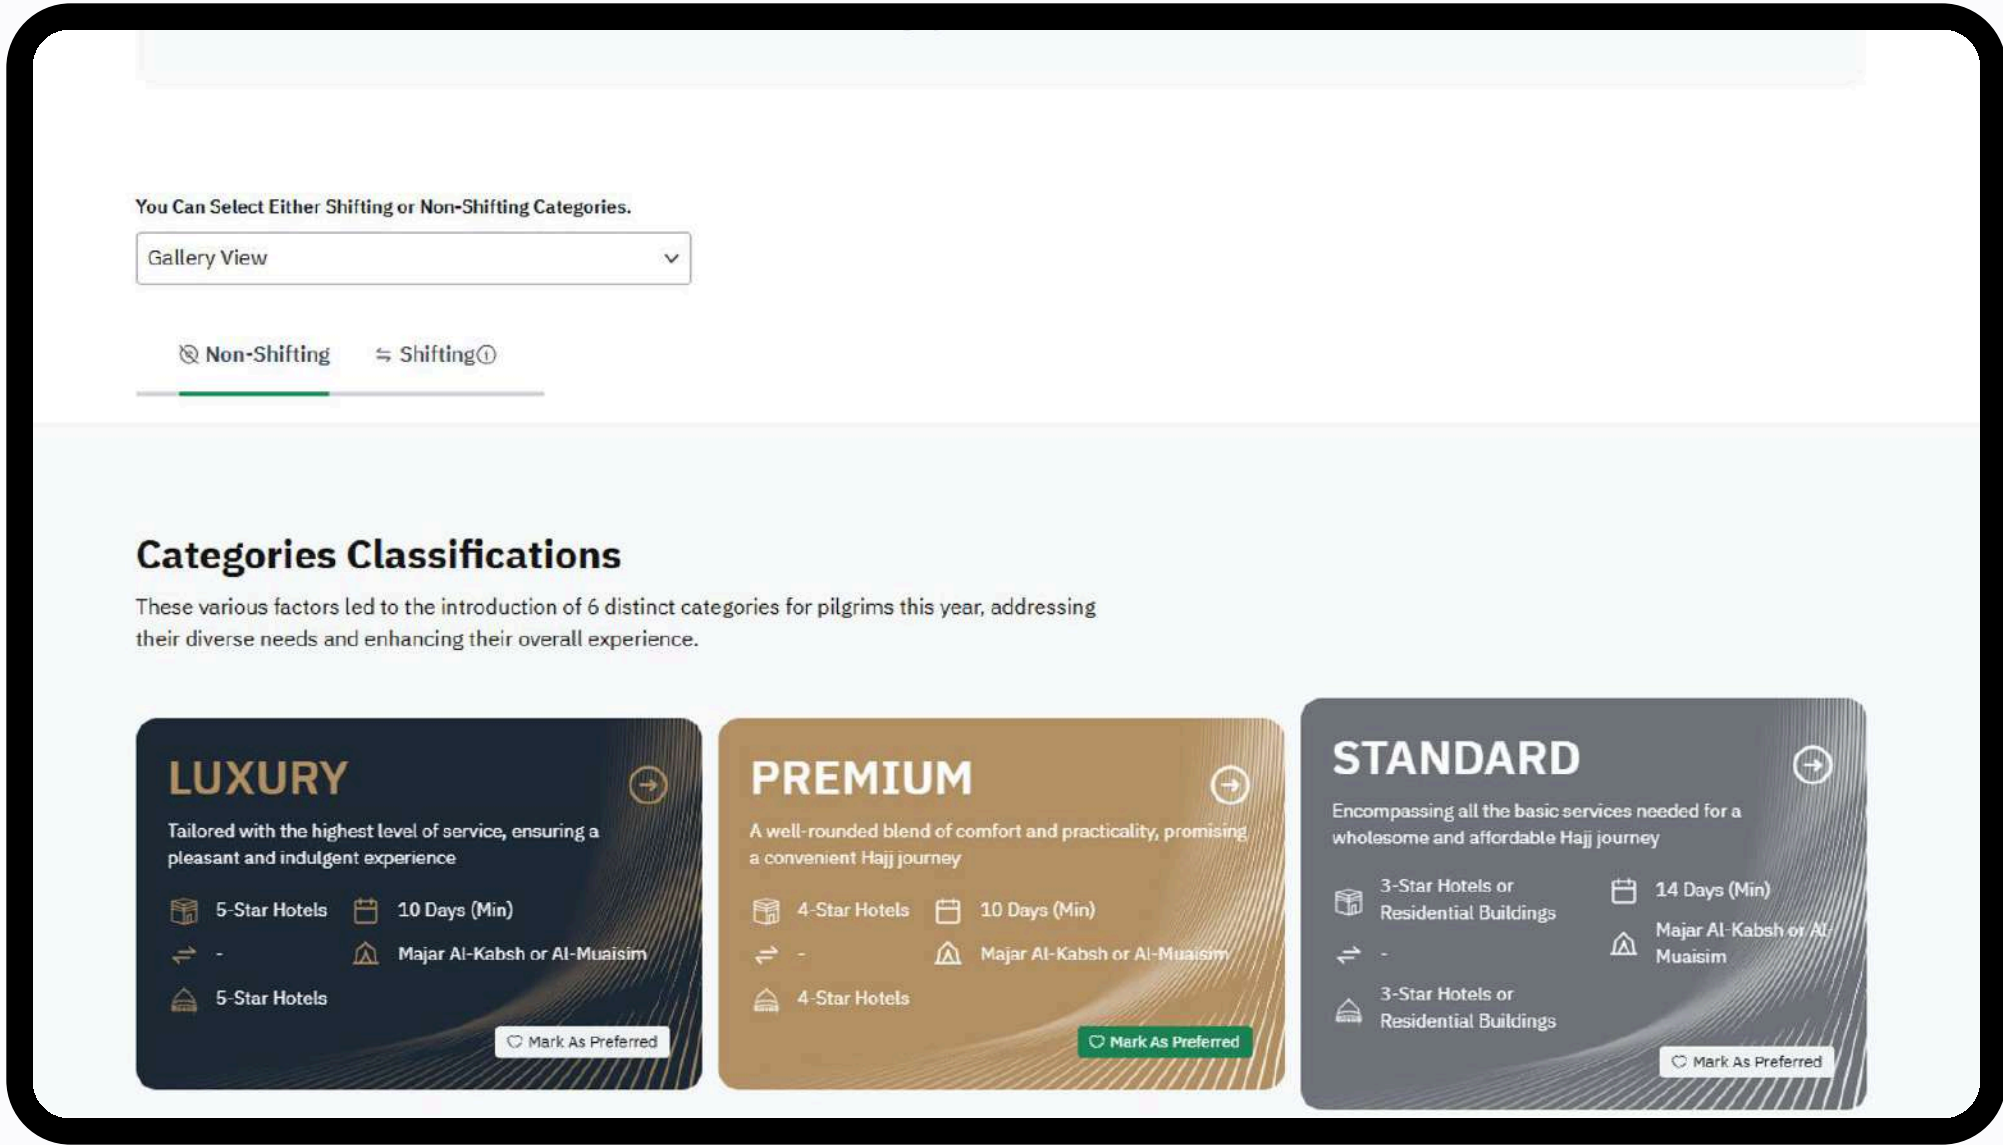 You Can Select Either Shifting or Non-Shifting Categories.
Gallery View
Non-Shifting
Shifting
Categories Classifications
These various factors led to the introduction of 6 distinct categories for pilgrims this year, addressing
their diverse needs and enhancing their overall experience.
LUXURY
Tailored with the highest level of service, ensuring a
pleasant and indulgent experience
5-Star Hotels
10 Days (Min)
-
Majar Al-Kabsh or Al-Muaisim
5-Star Hotels
Mark As Preferred
PREMIUM
A well-rounded blend of comfort and practicality, promising
a convenient Hajj journey
4-Star Hotels
10 Days (Min)
-
Majar Al-Kabsh or Al-Muaisim
4-Star Hotels
Mark As Preferred
STANDARD
Encompassing all the basic services needed for a
wholesome and affordable Hajj journey
3-Star Hotels or
Residential Buildings
14 Days (Min)
-
Majar Al-Kabsh or Al-
Muaisim
3-Star Hotels or
Residential Buildings
Mark As Preferred